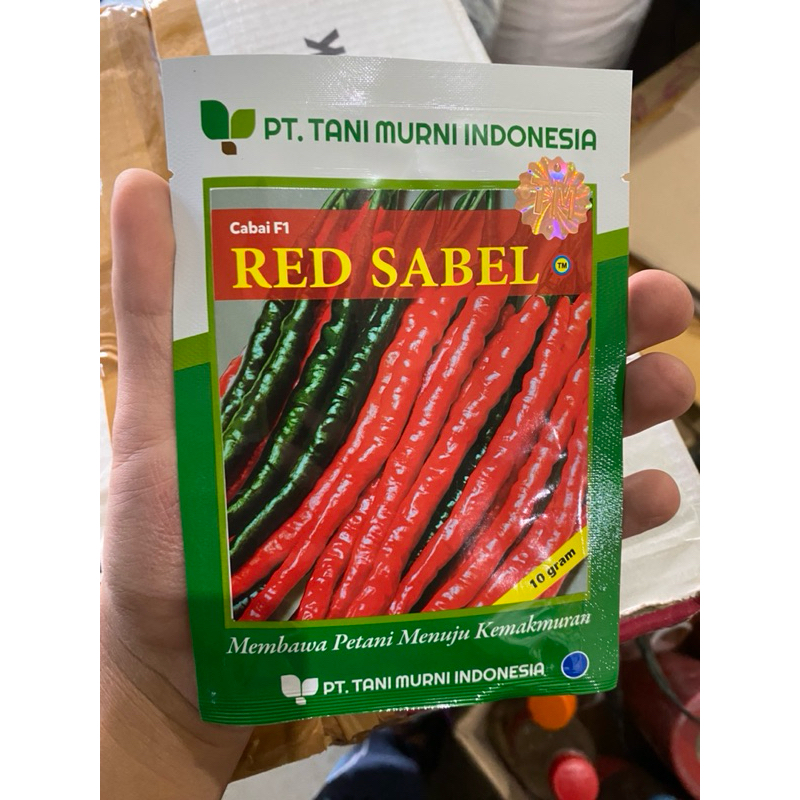 PT. TANI MURNI INDONESIA
TM
Cabai F1
RED SABEL TM
10 gram
Membawa Petani Menuju Kemakmuran
PT. TANI MURNI INDONESIA